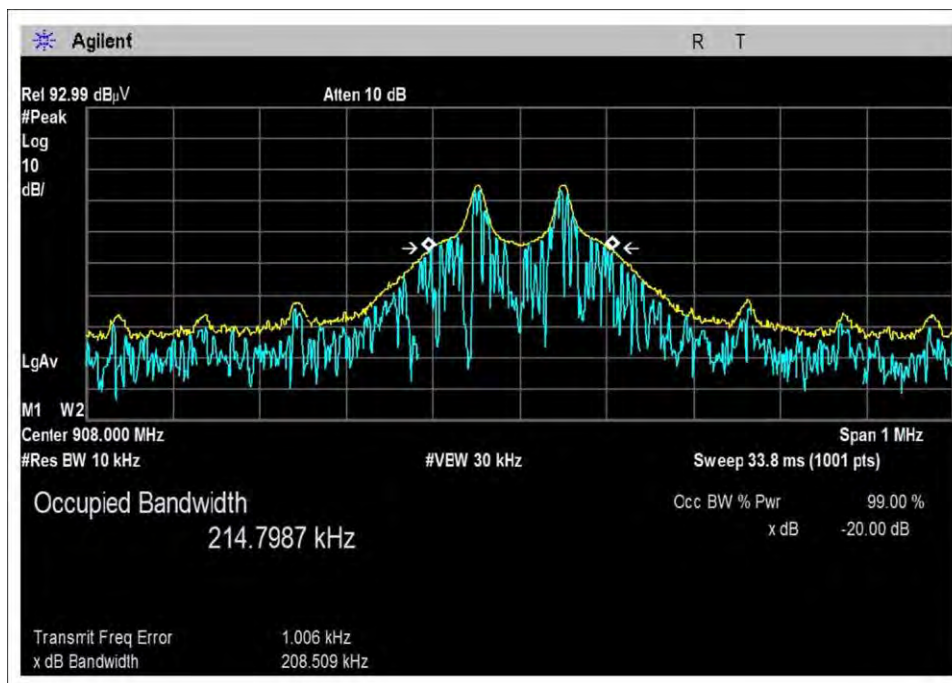 Agilent R T
Rel 92.99 dBµV Atten 10 dB
#Peak
Log
10
dB/
LgAv
M1 W2
Center 908.000 MHz Span 1 MHz
#Res BW 10 kHz #VBW 30 kHz Sweep 33.8 ms (1001 pts)
Occupied Bandwidth Occ BW % Pwr 99.00 %
214.7987 kHz x dB -20.00 dB
Transmit Freq Error 1.006 kHz
x dB Bandwidth 208.509 kHz